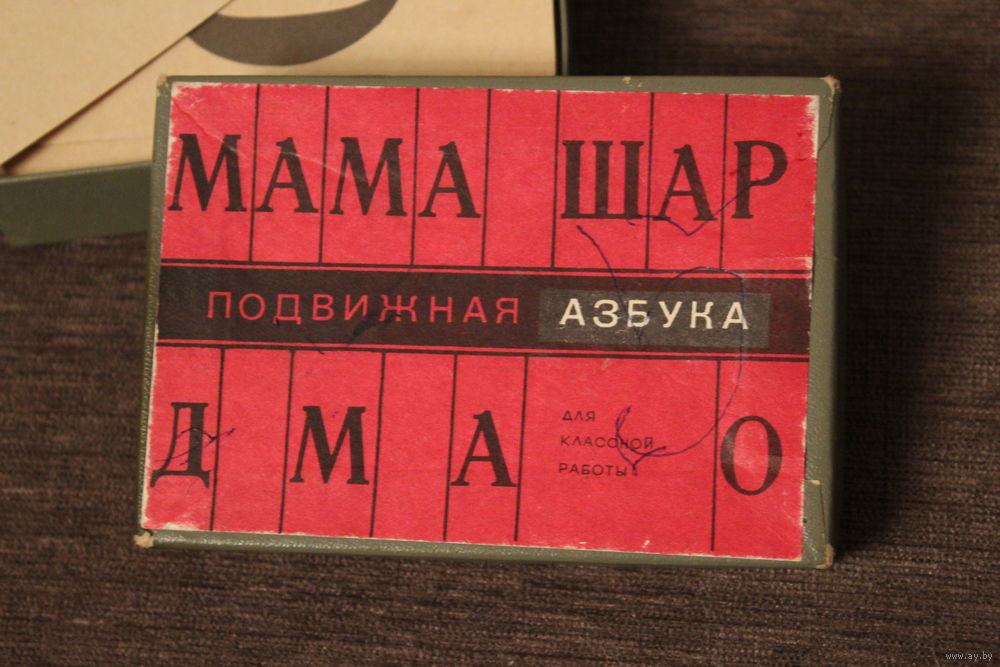 МАМА ШАР
ПОДВИЖНАЯ АЗБУКА
Д М А О
ДЛЯ
КЛАССНОЙ
РАБОТЫ
www.ay.by